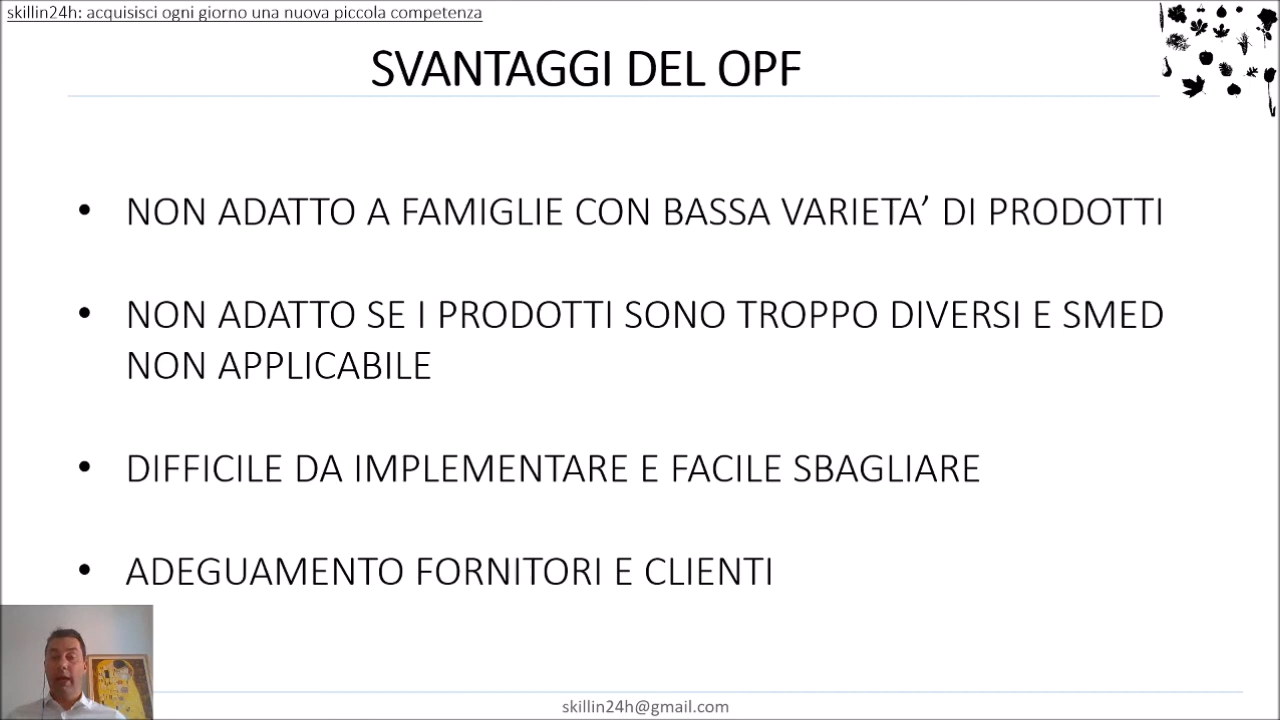 skillin24h: acquisisci ogni giorno una nuova piccola competenza
SVANTAGGI DEL OPF
• NON ADATTO A FAMIGLIE CON BASSA VARIETA’ DI PRODOTTI
• NON ADATTO SE I PRODOTTI SONO TROPPO DIVERSI E SMED
NON APPLICABILE
• DIFFICILE DA IMPLEMENTARE E FACILE SBAGLIARE
• ADEGUAMENTO FORNITORI E CLIENTI
skillin24h@gmail.com